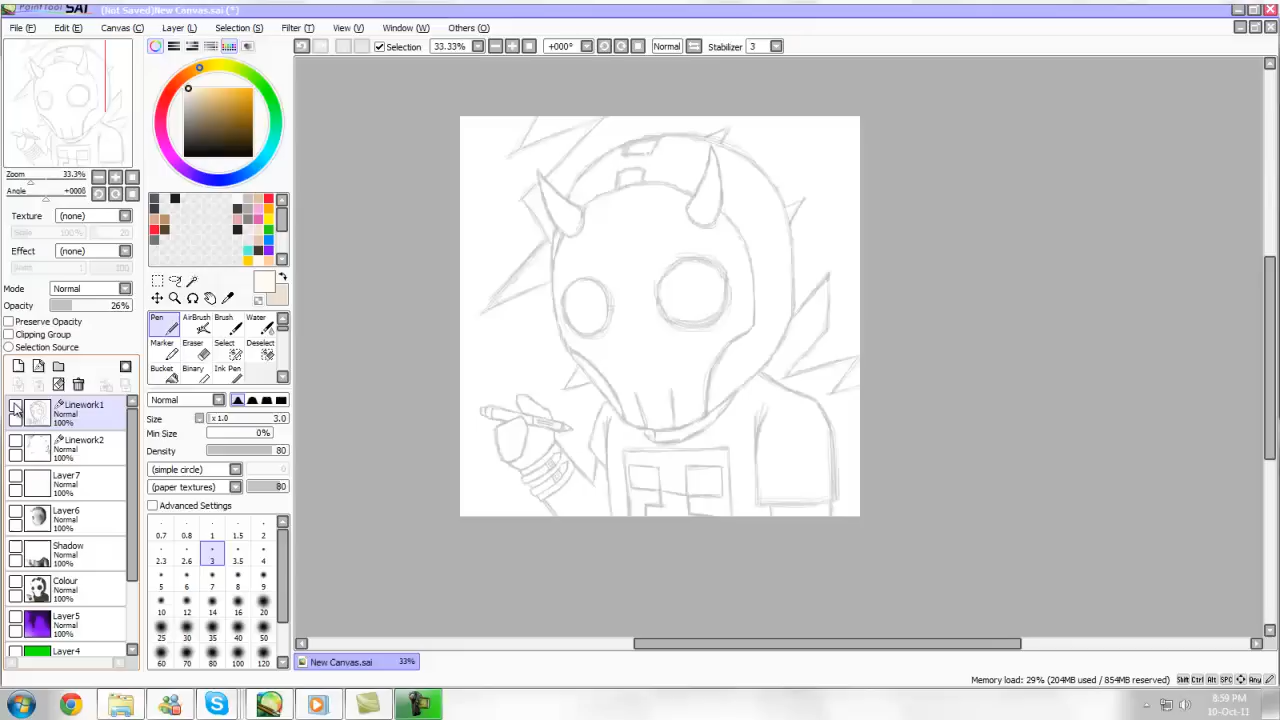 PaintTool SAI (Not Saved)New Canvas.sai (*)
File (F) Edit (E) Canvas (C) Layer (L) Selection (S) Filter (T) View (V) Window (W) Others (O)
Selection 33.33% +000° Normal Stabilizer 3
Zoom 33.3%
Angle +000θ
Texture (none)
Scale 100% 20
Effect (none)
100
Mode Normal
Opacity 26%
Preserve Opacity
Clipping Group
Selection Source
Linework1
Normal
100%
Linework2
Normal
100%
Layer7
Normal
100%
Layer6
Normal
100%
Shadow
Normal
100%
Colour
Normal
100%
Layer5
Normal
100%
Layer4
Pen AirBrush Brush Water
Marker Eraser Select Deselect
Bucket Binary Ink Pen
Normal
Size x 1.0 3.0
Min Size 0%
Density 80
(simple circle) 0
(paper textures) 80
Advanced Settings
0.7 0.8 1 1.5 2
2.3 2.6 3 3.5 4
5 6 7 8 9
10 12 14 16 20
25 30 35 40 50
60 70 80 100 120
New Canvas.sai 33%
Memory load: 29% (204MB used / 854MB reserved) Shift Ctrl Alt SPC Any
8:59 PM
10-Oct-11